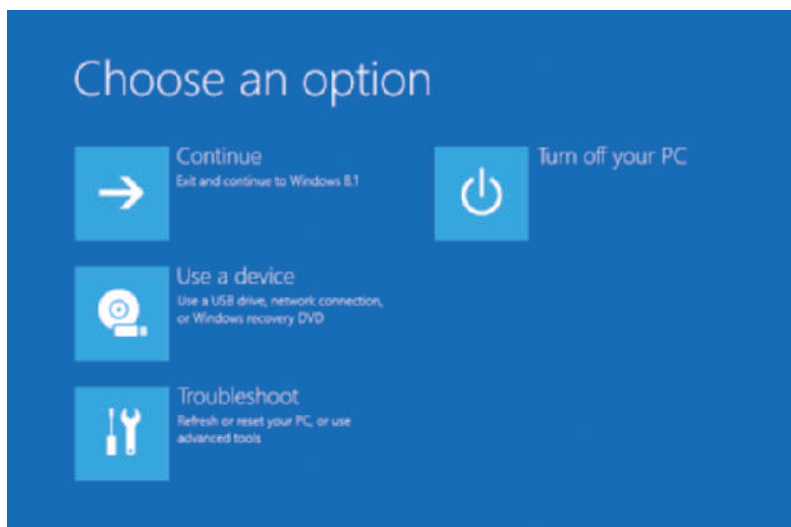 Choose an option
Continue
Exit and continue to Windows 8.1
Turn off your PC
Use a device
Use a USB drive, network connection,
or Windows recovery DVD
Troubleshoot
Refresh or reset your PC, or use
advanced tools